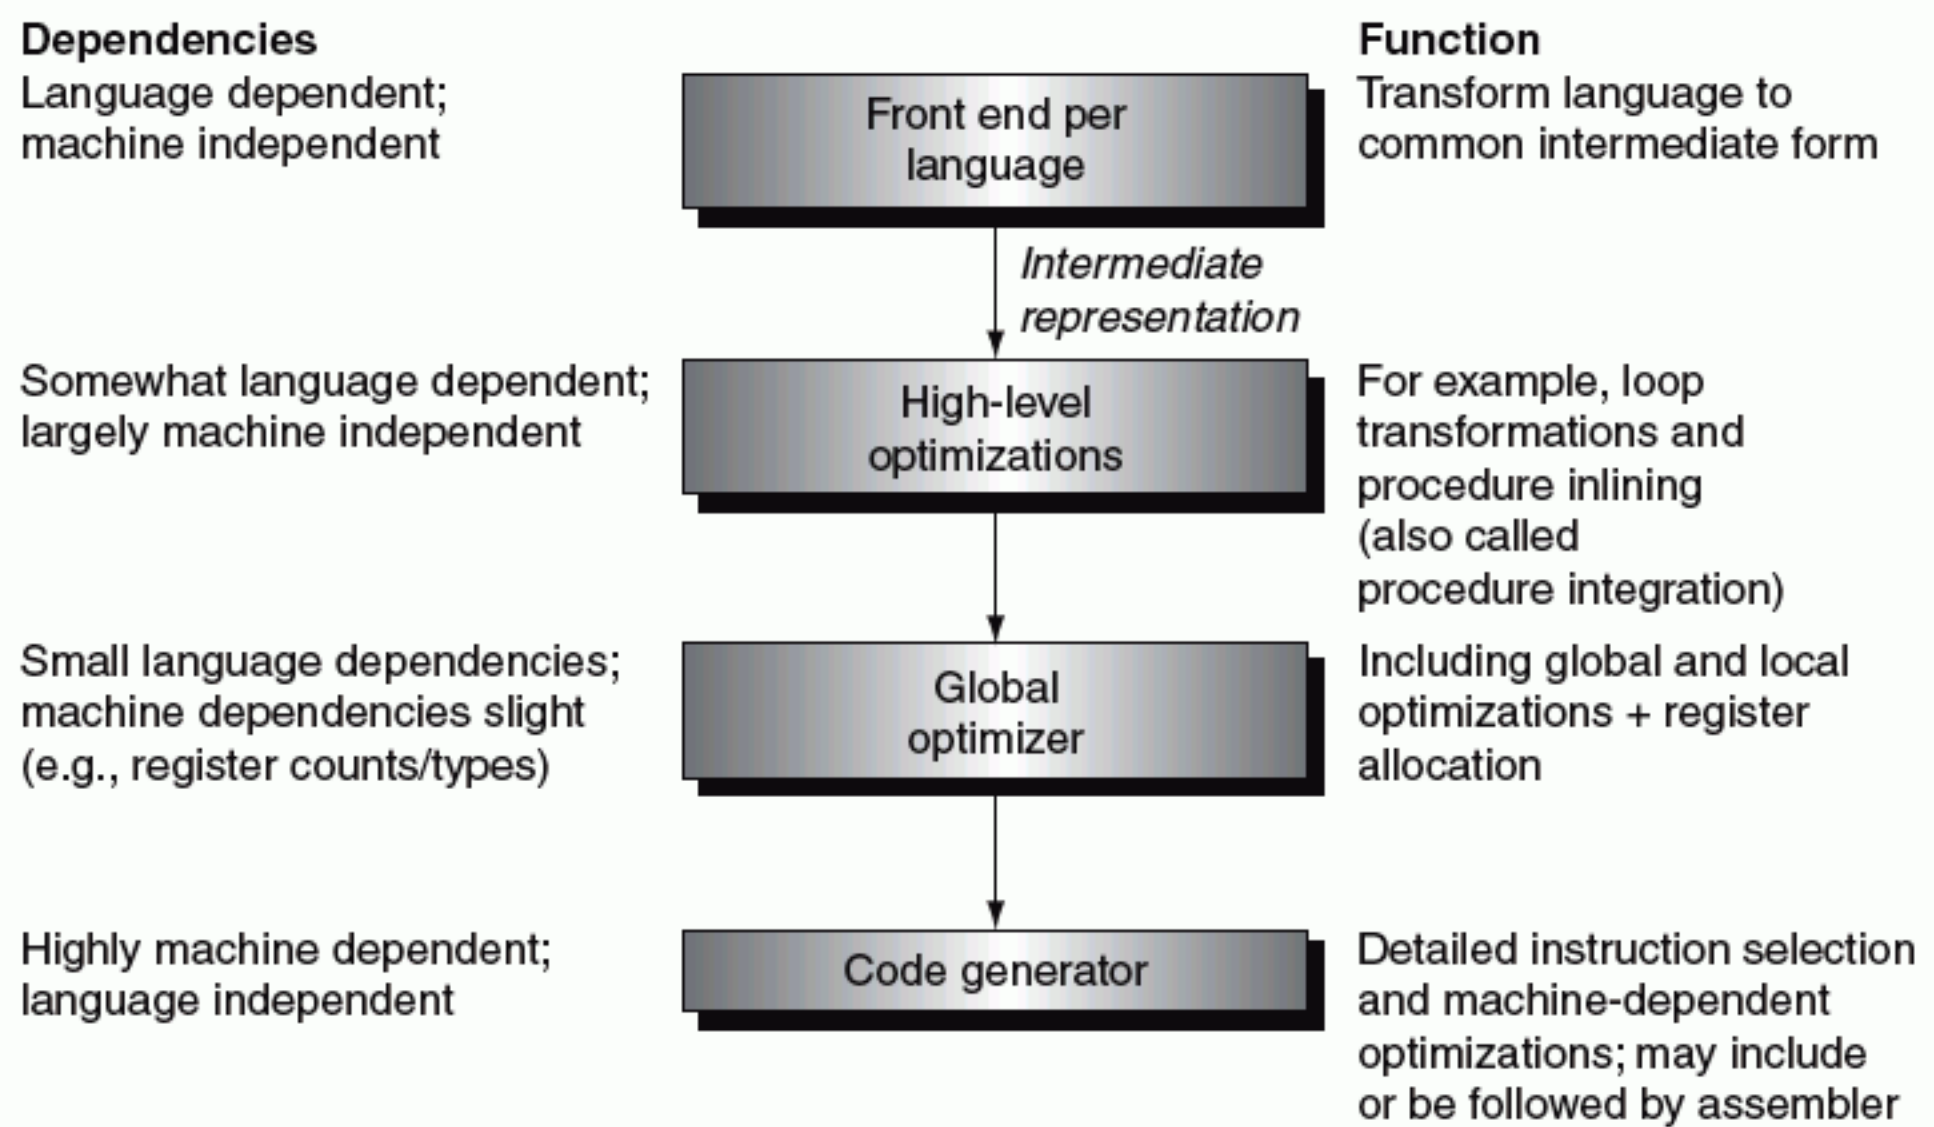 Dependencies
Language dependent;
machine independent
Front end per
language
Function
Transform language to
common intermediate form
Intermediate
representation
Somewhat language dependent;
largely machine independent
High-level
optimizations
For example, loop
transformations and
procedure inlining
(also called
procedure integration)
Small language dependencies;
machine dependencies slight
(e.g., register counts/types)
Global
optimizer
Including global and local
optimizations + register
allocation
Highly machine dependent;
language independent
Code generator
Detailed instruction selection
and machine-dependent
optimizations; may include
or be followed by assembler